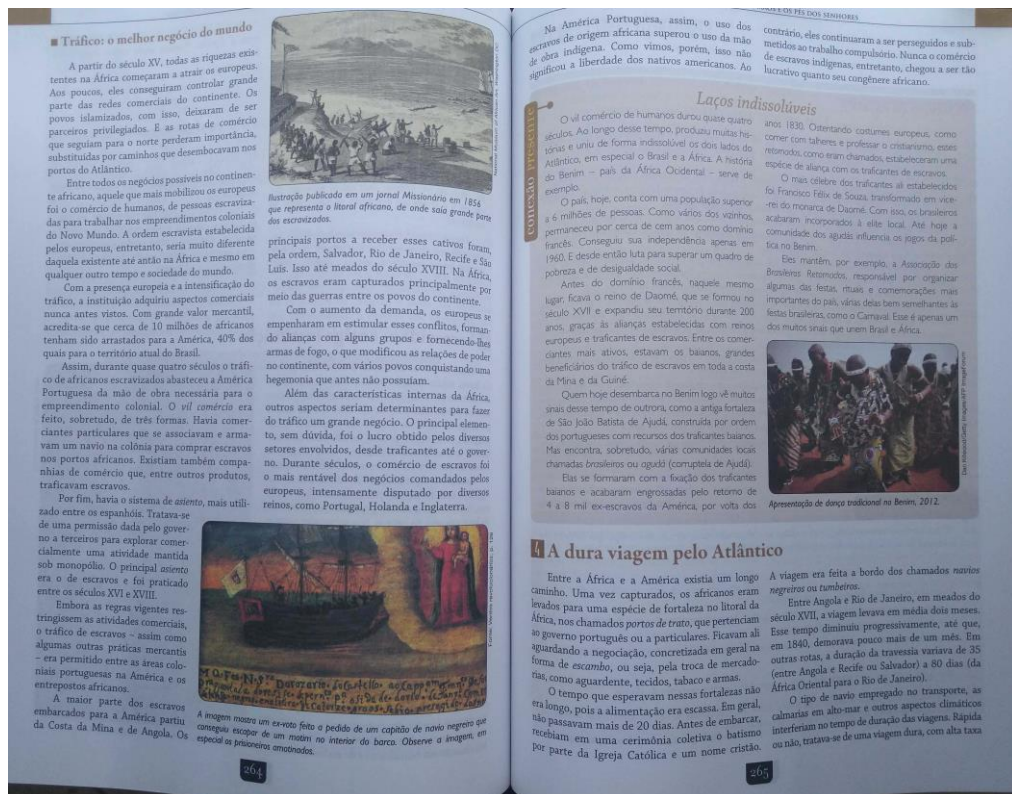 ■ Tráfico: o melhor negócio do mundo
A partir do século XV, todas as riquezas exis-
tentes na África começaram a atrair os europeus.
Aos poucos, eles conseguiram controlar grande
parte das redes comerciais do continente. Os
povos islamizados, com isso, deixaram de ser
parceiros privilegiados. E as rotas de comércio
que seguiam para o norte perderam importância,
substituídas por caminhos que desembocavam nos
portos do Atlântico.
Entre todos os negócios possíveis no continen-
te africano, aquele que mais mobilizou os europeus
foi o comércio de humanos, de pessoas escraviza-
das para trabalhar nos empreendimentos coloniais
do Novo Mundo. A ordem escravista estabelecida
pelos europeus, entretanto, seria muito diferente
daquela existente até antão na África e mesmo em
qualquer outro tempo e sociedade do mundo.
Com a presença europeia e a intensificação do
tráfico, a instituição adquiriu aspectos comerciais
nunca antes vistos. Com grande valor mercantil,
acredita-se que cerca de 10 milhões de africanos
tenham sido arrastados para a América, 40% dos
quais para o território atual do Brasil.
Assim, durante quase quatro séculos o tráfi-
co de africanos escravizados abasteceu a América
Portuguesa da mão de obra necessária para o
empreendimento colonial. O vil comércio era
feito, sobretudo, de três formas. Havia comer-
ciantes particulares que se associavam e arma-
vam um navio na colônia para comprar escravos
nos portos africanos. Existiam também compa-
nhias de comércio que, entre outros produtos,
traficavam escravos.
Por fim, havia o sistema de asiento, mais utili-
zado entre os espanhóis. Tratava-se
de uma permissão dada pelo gover-
no a terceiros para explorar comer-
cialmente uma atividade mantida
sob monopólio. O principal asiento
era o de escravos e foi praticado
entre os séculos XVI e XVIII.
Embora as regras vigentes res-
tringissem as atividades comerciais,
o tráfico de escravos – assim como
algumas outras práticas mercantis
– era permitido entre as áreas colo-
niais portuguesas na América e os
entrepostos africanos.
A maior parte dos escravos
embarcados para a América partiu
da Costa da Mina e de Angola. Os
Ilustração publicada em um jornal Missionário em 1856
que representa o litoral africano, de onde saia grande parte
dos escravizados.
principais portos a receber esses cativos foram,
pela ordem, Salvador, Rio de Janeiro, Recife e São
Luís. Isso até meados do século XVIII. Na África,
os escravos eram capturados principalmente por
meio das guerras entre os povos do continente.
Com o aumento da demanda, os europeus se
empenharam em estimular esses conflitos, forman-
do alianças com alguns grupos e fornecendo-lhes
armas de fogo, o que modificou as relações de poder
no continente, com vários povos conquistando uma
hegemonia que antes não possuíam.
Além das características internas da África,
outros aspectos seriam determinantes para fazer
do tráfico um grande negócio. O principal elemen-
to, sem dúvida, foi o lucro obtido pelos diversos
setores envolvidos, desde traficantes até o gover-
no. Durante séculos, o comércio de escravos foi
o mais rentável dos negócios comandados pelos
europeus, intensamente disputado por diversos
reinos, como Portugal, Holanda e Inglaterra.
A imagem mostra um ex-voto feito a pedido de um capitão de navio negreiro que
conseguiu escapar de um motim no interior do barco. Observe a imagem, em
especial os prisioneiros amotinados.
264
E OS PÉS DOS SENHORES
Na América Portuguesa, assim, o uso dos
escravos de origem africana superou o uso da mão
de obra indígena. Como vimos, porém, isso não
significou a liberdade dos nativos americanos. Ao
contrário, eles continuaram a ser perseguidos e sub-
metidos ao trabalho compulsório. Nunca o comércio
de escravos indígenas, entretanto, chegou a ser tão
lucrativo quanto seu congênere africano.
conexão presente
Laços indissolúveis
O vil comércio de humanos durou quase quatro
séculos. Ao longo desse tempo, produziu muitas his-
tórias e uniu de forma indissolúvel os dois lados do
Atlântico, em especial o Brasil e a África. A história
do Benim – país da África Ocidental – serve de
exemplo.
O país, hoje, conta com uma população superior
a 6 milhões de pessoas. Como vários dos vizinhos,
permaneceu por cerca de cem anos como domínio
francês. Conseguiu sua independência apenas em
1960. E desde então luta para superar um quadro de
pobreza e de desigualdade social.
Antes do domínio francês, naquele mesmo
lugar, ficava o reino de Daomé, que se formou no
século XVII e expandiu seu território durante 200
anos, graças às alianças estabelecidas com reinos
europeus e traficantes de escravos. Entre os comer-
ciantes mais ativos, estavam os baianos, grandes
beneficiários do tráfico de escravos em toda a costa
da Mina e da Guiné.
Quem hoje desembarca no Benim logo vê muitos
sinais desse tempo de outrora, como a antiga fortaleza
de São João Batista de Ajudá, construída por ordem
dos portugueses com recursos dos traficantes baianos.
Mas encontra, sobretudo, várias comunidades locais
chamadas brasileiros ou agudá (corruptela de Ajudá).
Elas se formaram com a fixação dos traficantes
baianos e acabaram engrossadas pelo retorno de
4 a 8 mil ex-escravos da América, por volta dos
anos 1830. Ostentando costumes europeus, como
comer com talheres e professar o cristianismo, esses
retornados, como eram chamados, estabeleceram uma
espécie de aliança com os traficantes de escravos.
O mais célebre dos traficantes ali estabelecidos
foi Francisco Félix de Souza, transformado em vice-
-rei do monarca de Daomé. Com isso, os brasileiros
acabaram incorporados à elite local. Até hoje a
comunidade dos agudás influencia os jogos da polí-
tica no Benim.
Eles mantêm, por exemplo, a Associação dos
Brasileiros Retornados, responsável por organizar
algumas das festas, rituais e comemorações mais
importantes do país, várias delas bem semelhantes às
festas brasileiras, como o Carnaval. Esse é apenas um
dos muitos sinais que unem Brasil e África.
Apresentação de dança tradicional no Benim, 2012.
4 A dura viagem pelo Atlântico
Entre a África e a América existia um longo
caminho. Uma vez capturados, os africanos eram
levados para uma espécie de fortaleza no litoral da
África, nos chamados portos de trato, que pertenciam
ao governo português ou a particulares. Ficavam ali
aguardando a negociação, concretizada em geral na
forma de escambo, ou seja, pela troca de mercado-
rias, como aguardente, tecidos, tabaco e armas.
O tempo que esperavam nessas fortalezas não
era longo, pois a alimentação era escassa. Em geral,
não passavam mais de 20 dias. Antes de embarcar,
recebiam em uma cerimônia coletiva o batismo
por parte da Igreja Católica e um nome cristão.
A viagem era feita a bordo dos chamados navios
negreiros ou tumbeiros.
Entre Angola e Rio de Janeiro, em meados do
século XVII, a viagem levava em média dois meses.
Esse tempo diminuiu progressivamente, até que,
em 1840, demorava pouco mais de um mês. Em
outras rotas, a duração da travessia variava de 35
(entre Angola e Recife ou Salvador) a 80 dias (da
África Oriental para o Rio de Janeiro).
O tipo de navio empregado no transporte, as
calmarias em alto-mar e outros aspectos climáticos
interferiam no tempo de duração das viagens. Rápida
ou não, tratava-se de uma viagem dura, com alta taxa
265